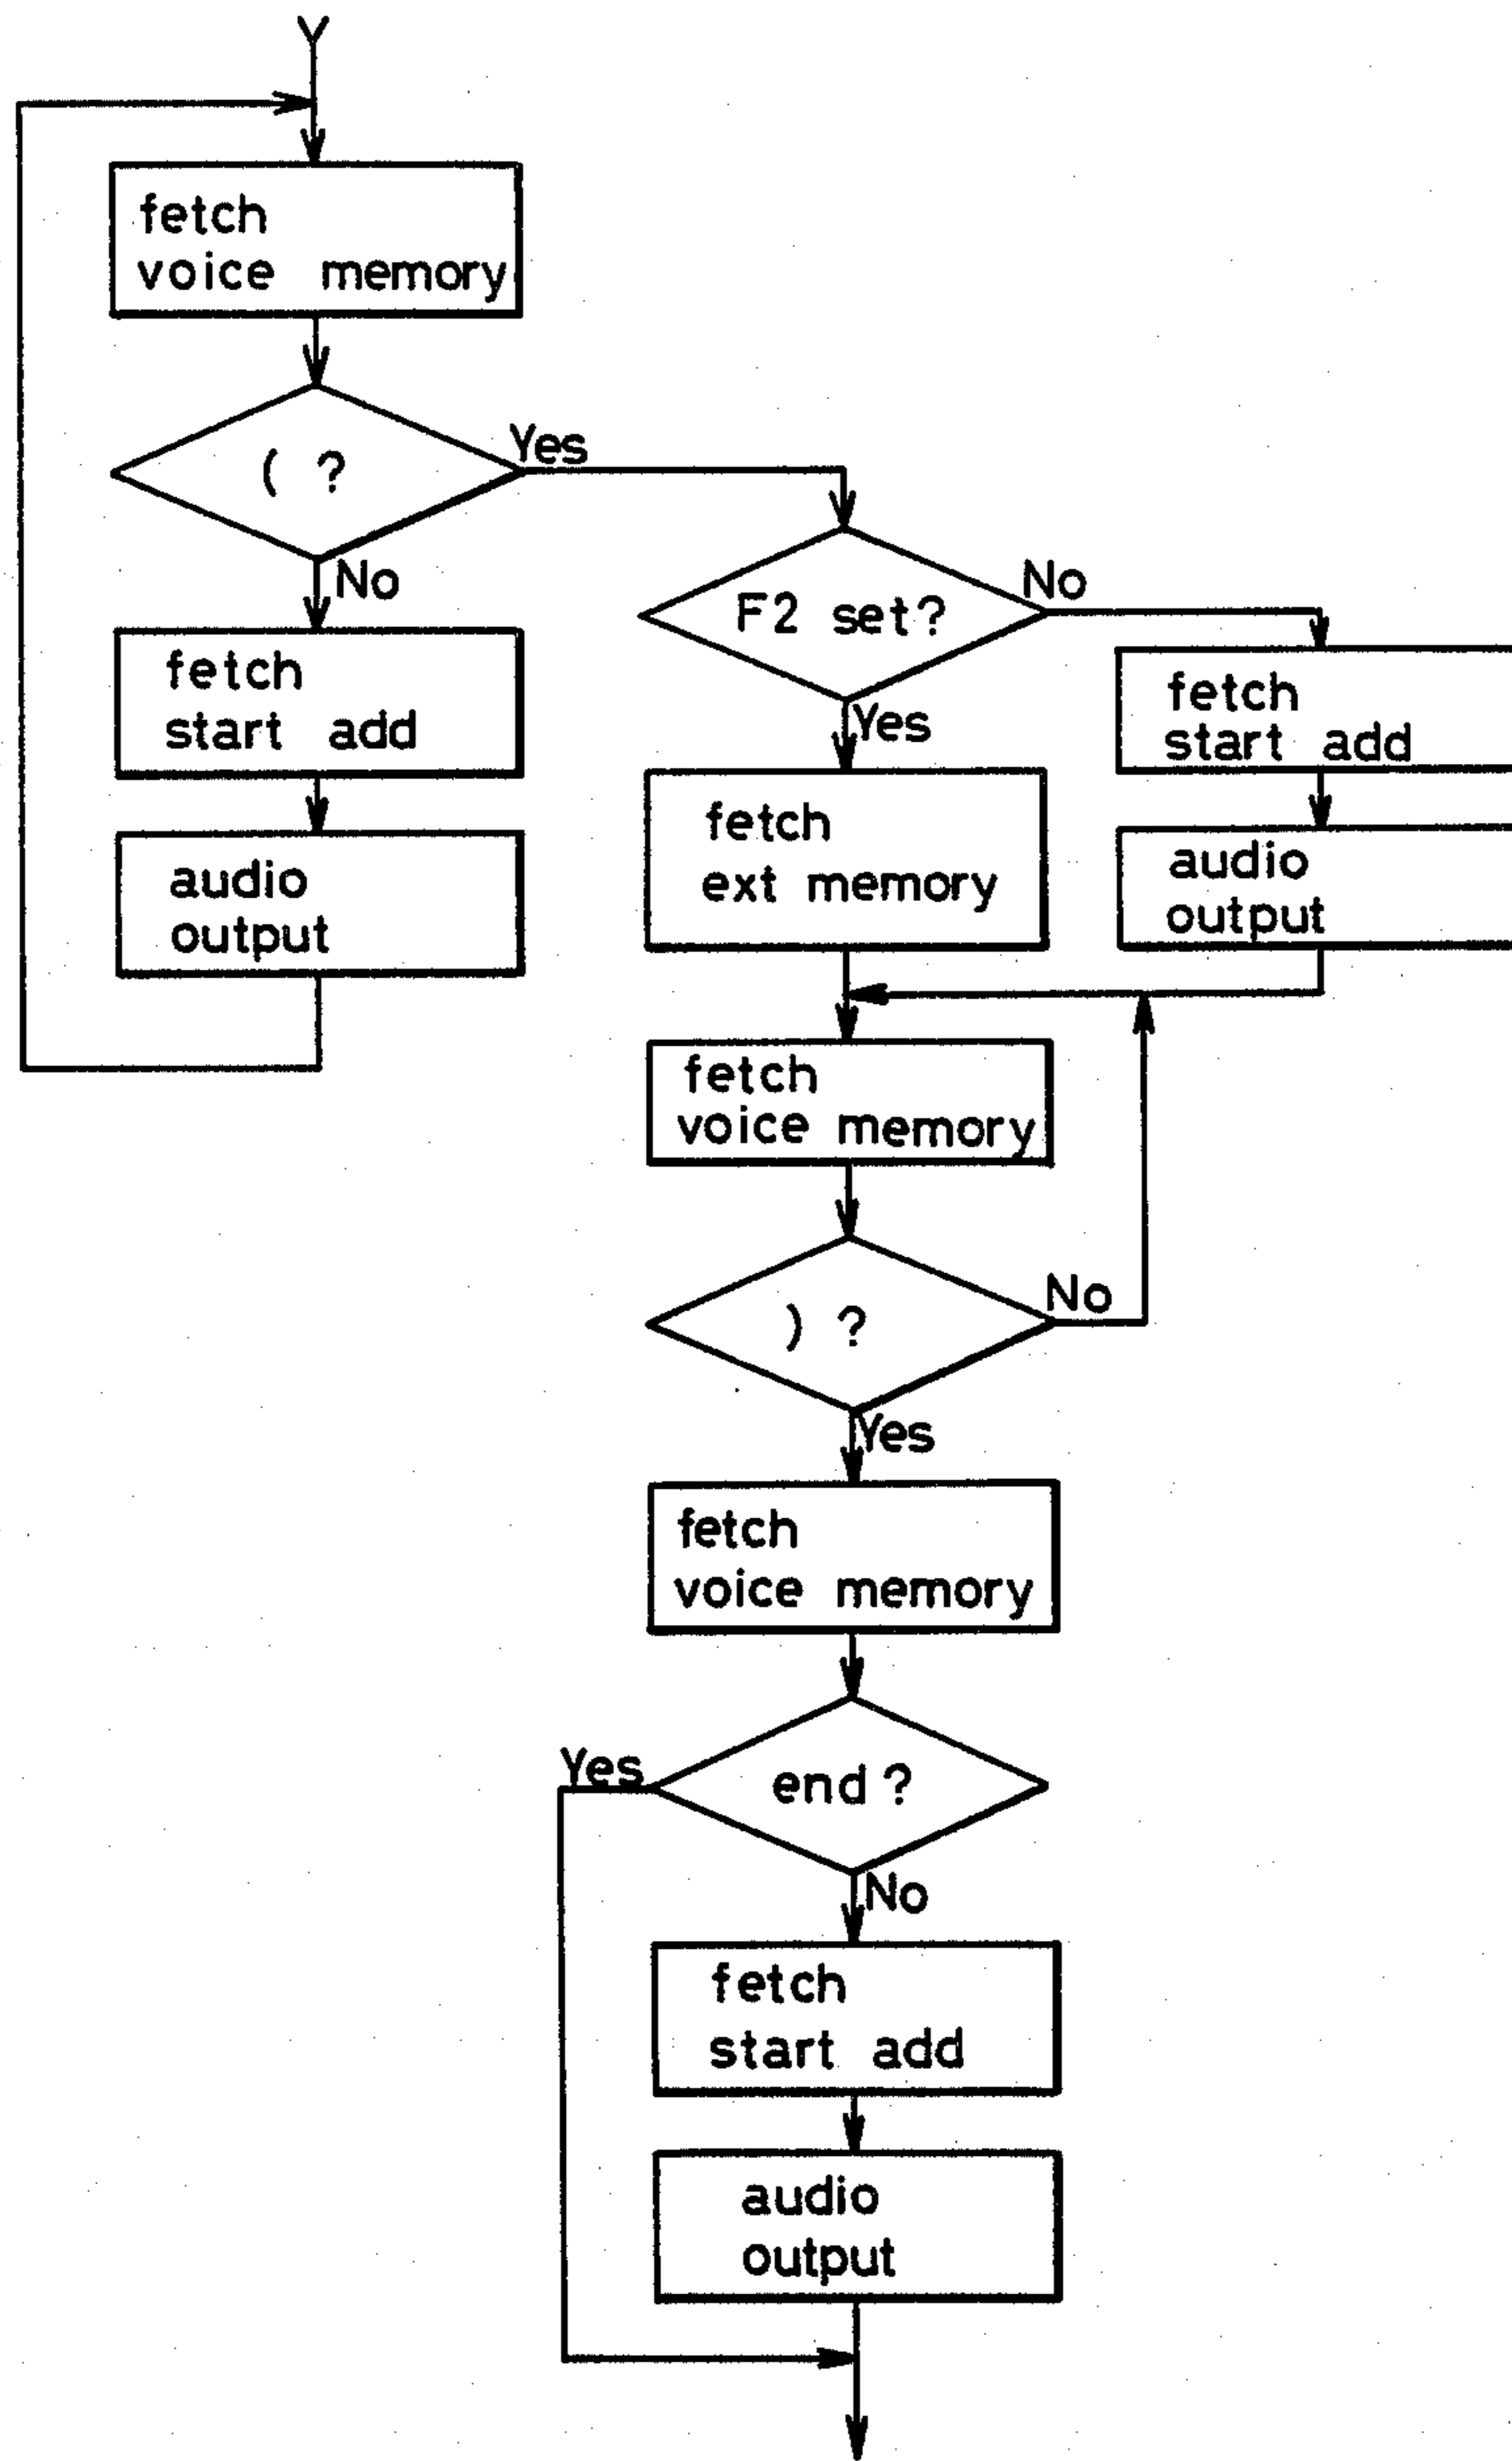 Y
fetch
voice memory
( ?
Yes
No
fetch
start add
audio
output
F2 set?
No
Yes
fetch
start add
audio
output
fetch
ext memory
fetch
voice memory
) ?
No
Yes
fetch
voice memory
end ?
Yes
No
fetch
start add
audio
output